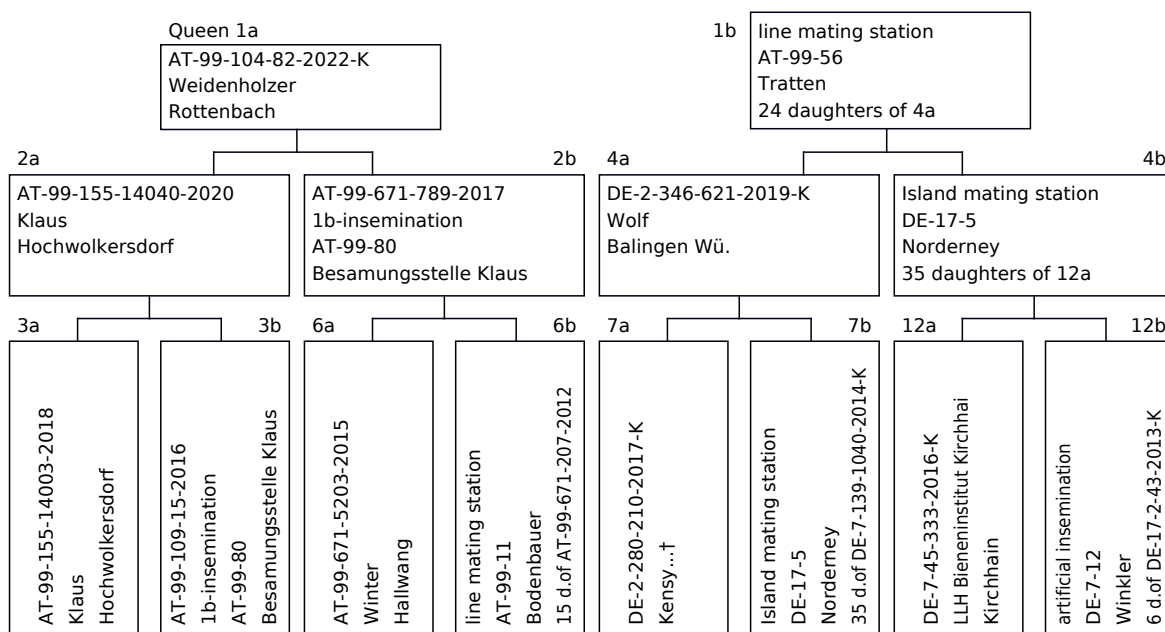 Queen 1a
AT-99-104-82-2022-K
Weidenholzer
Rottenbach
1b
line mating station
AT-99-56
Tratten
24 daughters of 4a
2a
AT-99-155-14040-2020
Klaus
Hochwolkersdorf
2b
AT-99-671-789-2017
1b-insemination
AT-99-80
Besamungsstelle Klaus
4a
DE-2-346-621-2019-K
Wolf
Balingen Wü.
4b
Island mating station
DE-17-5
Norderney
35 daughters of 12a
3a
AT-99-155-14003-2018
Klaus
Hochwolkersdorf
3b
AT-99-109-15-2016
1b-insemination
AT-99-80
Besamungsstelle Klaus
6a
AT-99-671-5203-2015
Winter
Hallwang
6b
line mating station
AT-99-11
Bodenbauer
15 d.of AT-99-671-207-2012
7a
DE-2-280-210-2017-K
Kensy...†
7b
Island mating station
DE-17-5
Norderney
35 d.of DE-7-139-1040-2014-K
12a
DE-7-45-333-2016-K
LLH Bieneninstitut Kirchhai
Kirchhain
12b
artificial insemination
DE-7-12
Winkler
6 d.of DE-17-2-43-2013-K